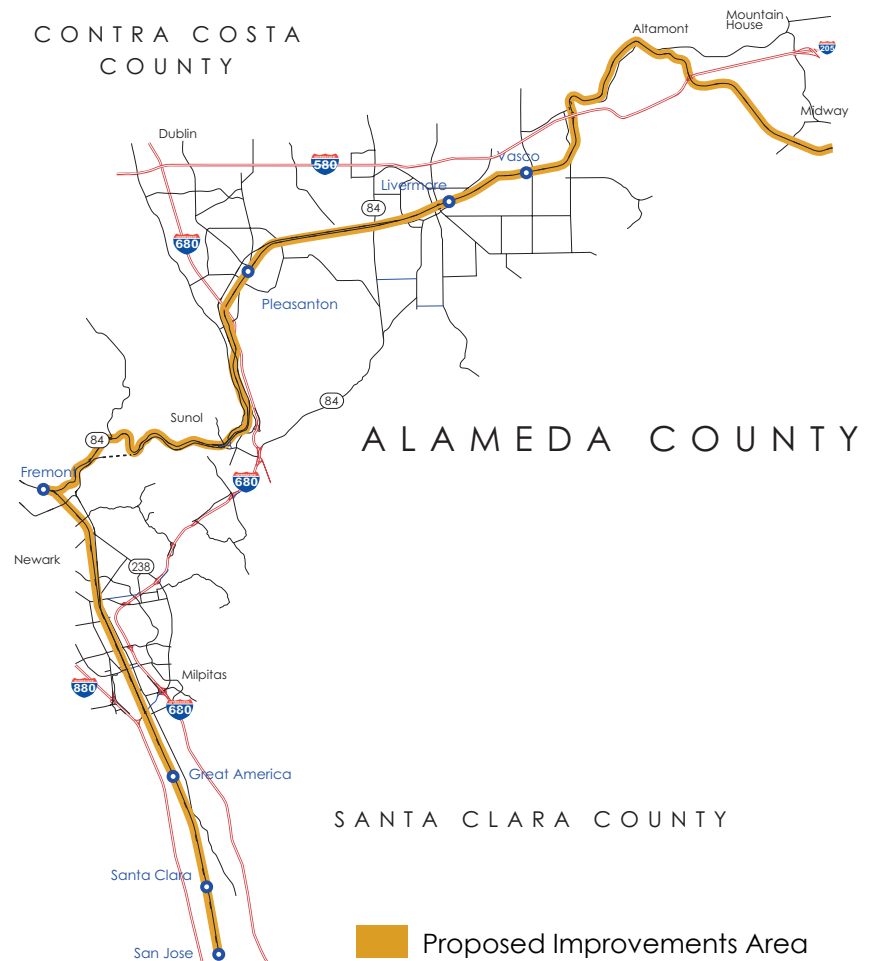 CONTRA COSTA
COUNTY
Altamont
Mountain
House
205
Midway
Dublin
580
Vasco
Livermore
84
680
Pleasanton
84
Sunol
ALAMEDA COUNTY
84
Fremont
680
Newark
238
Milpitas
880
680
Great America
SANTA CLARA COUNTY
Santa Clara
San Jose
Proposed Improvements Area